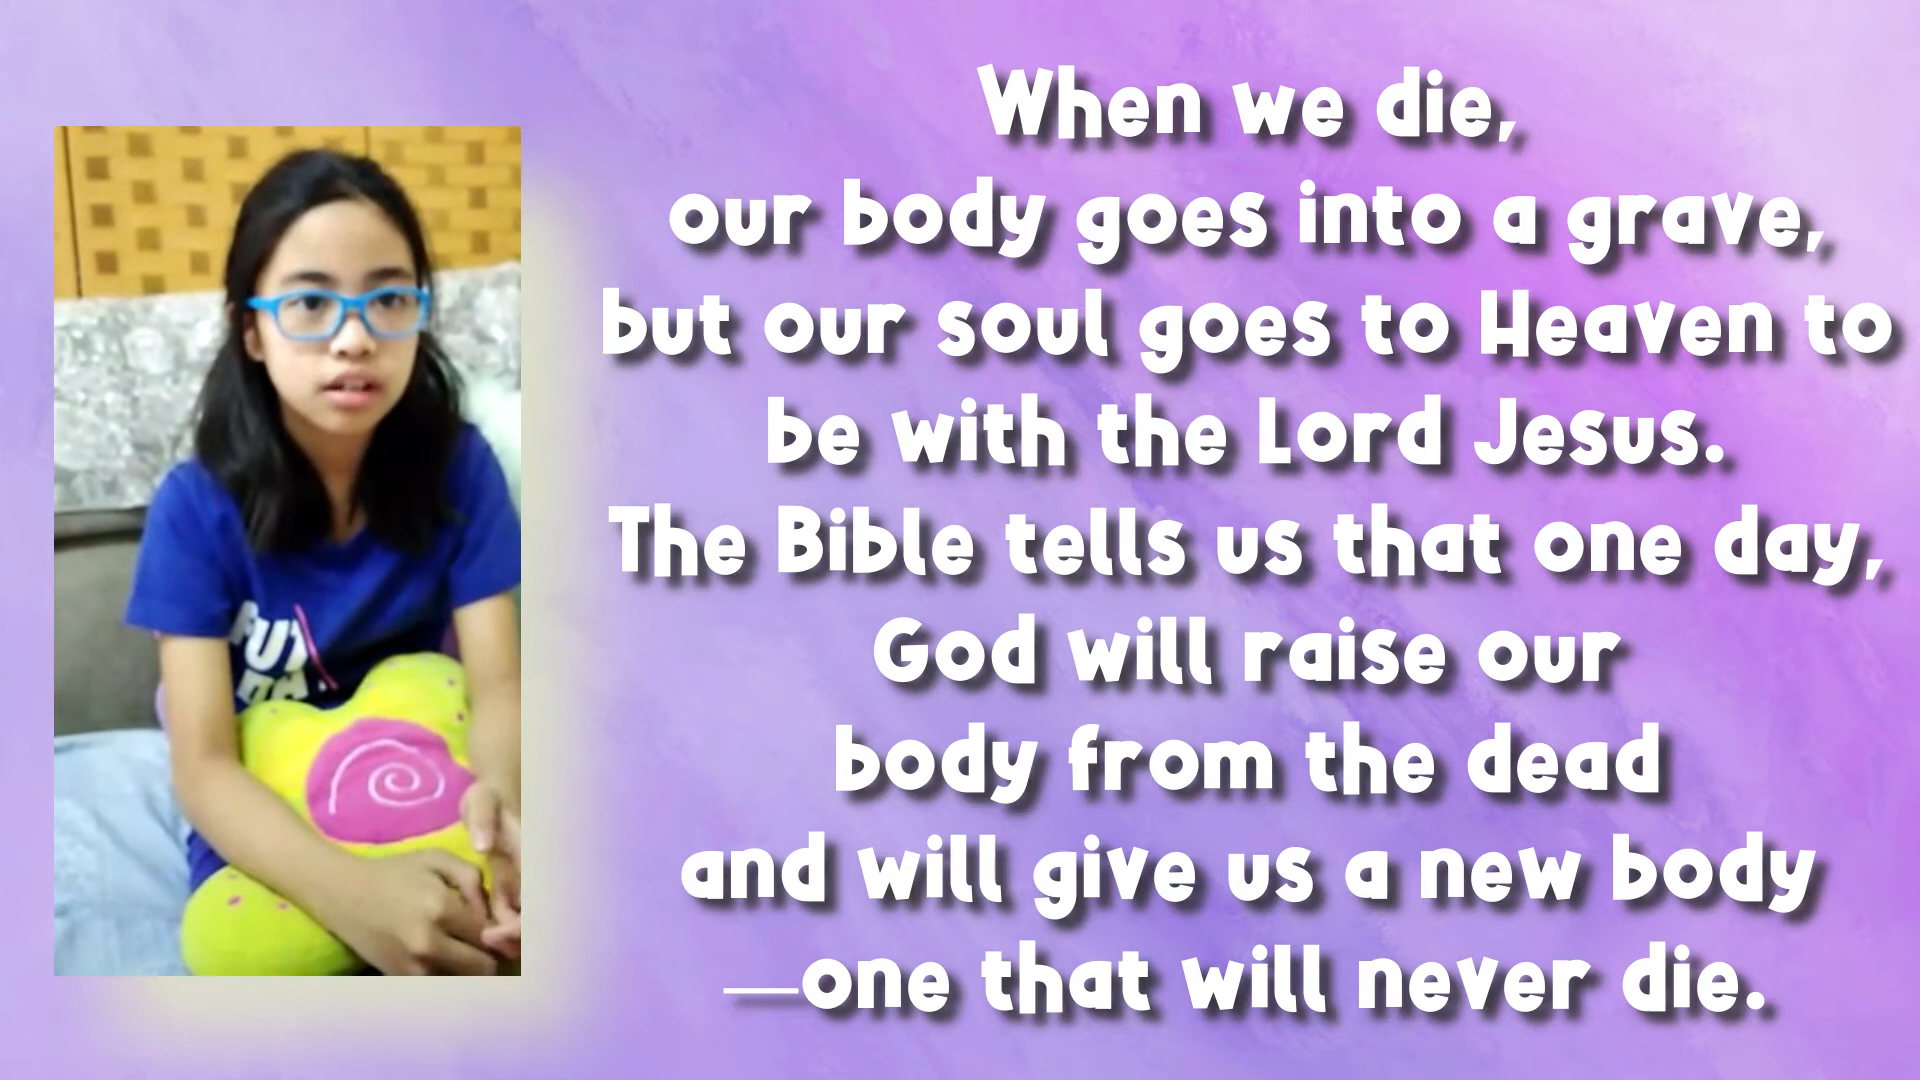 When we die,
our body goes into a grave,
but our soul goes to Heaven to
be with the Lord Jesus.
The Bible tells us that one day,
God will raise our
body from the dead
and will give us a new body
—one that will never die.
FUT